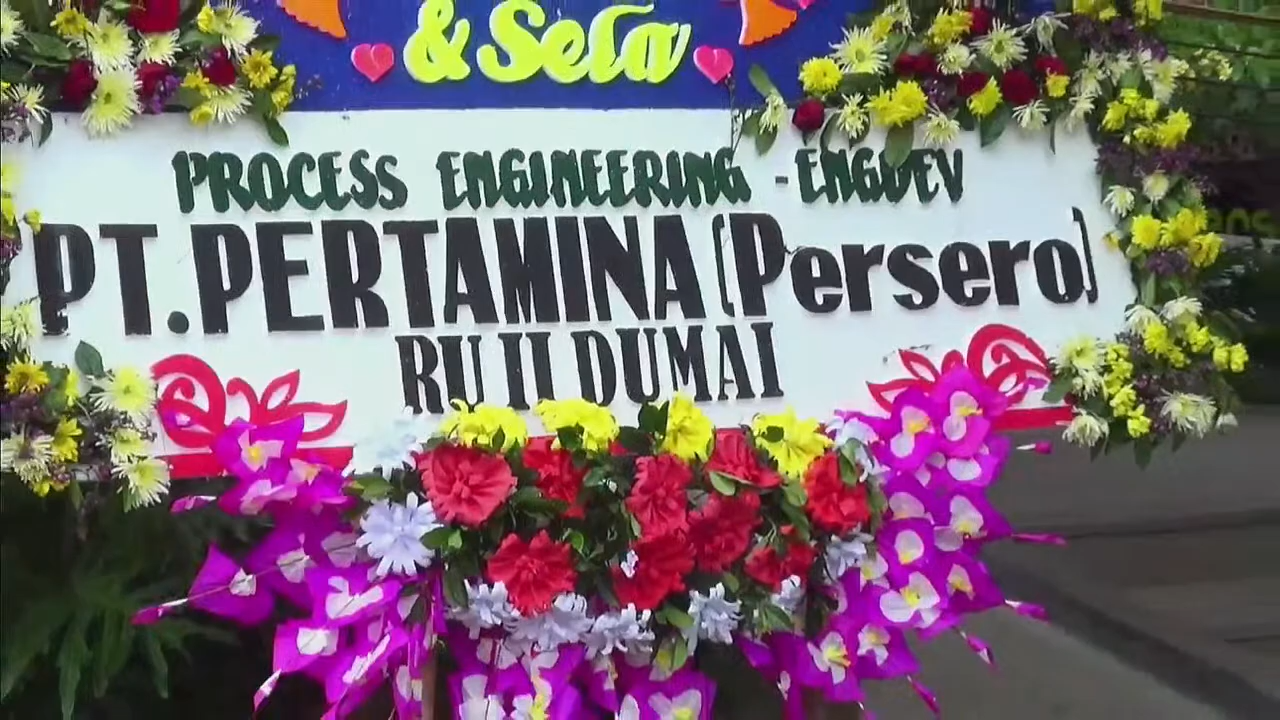 & Sela
PROCESS ENGINEERING - ENGDEV
PT. PERTAMINA (Persero)
RU II DUMAI